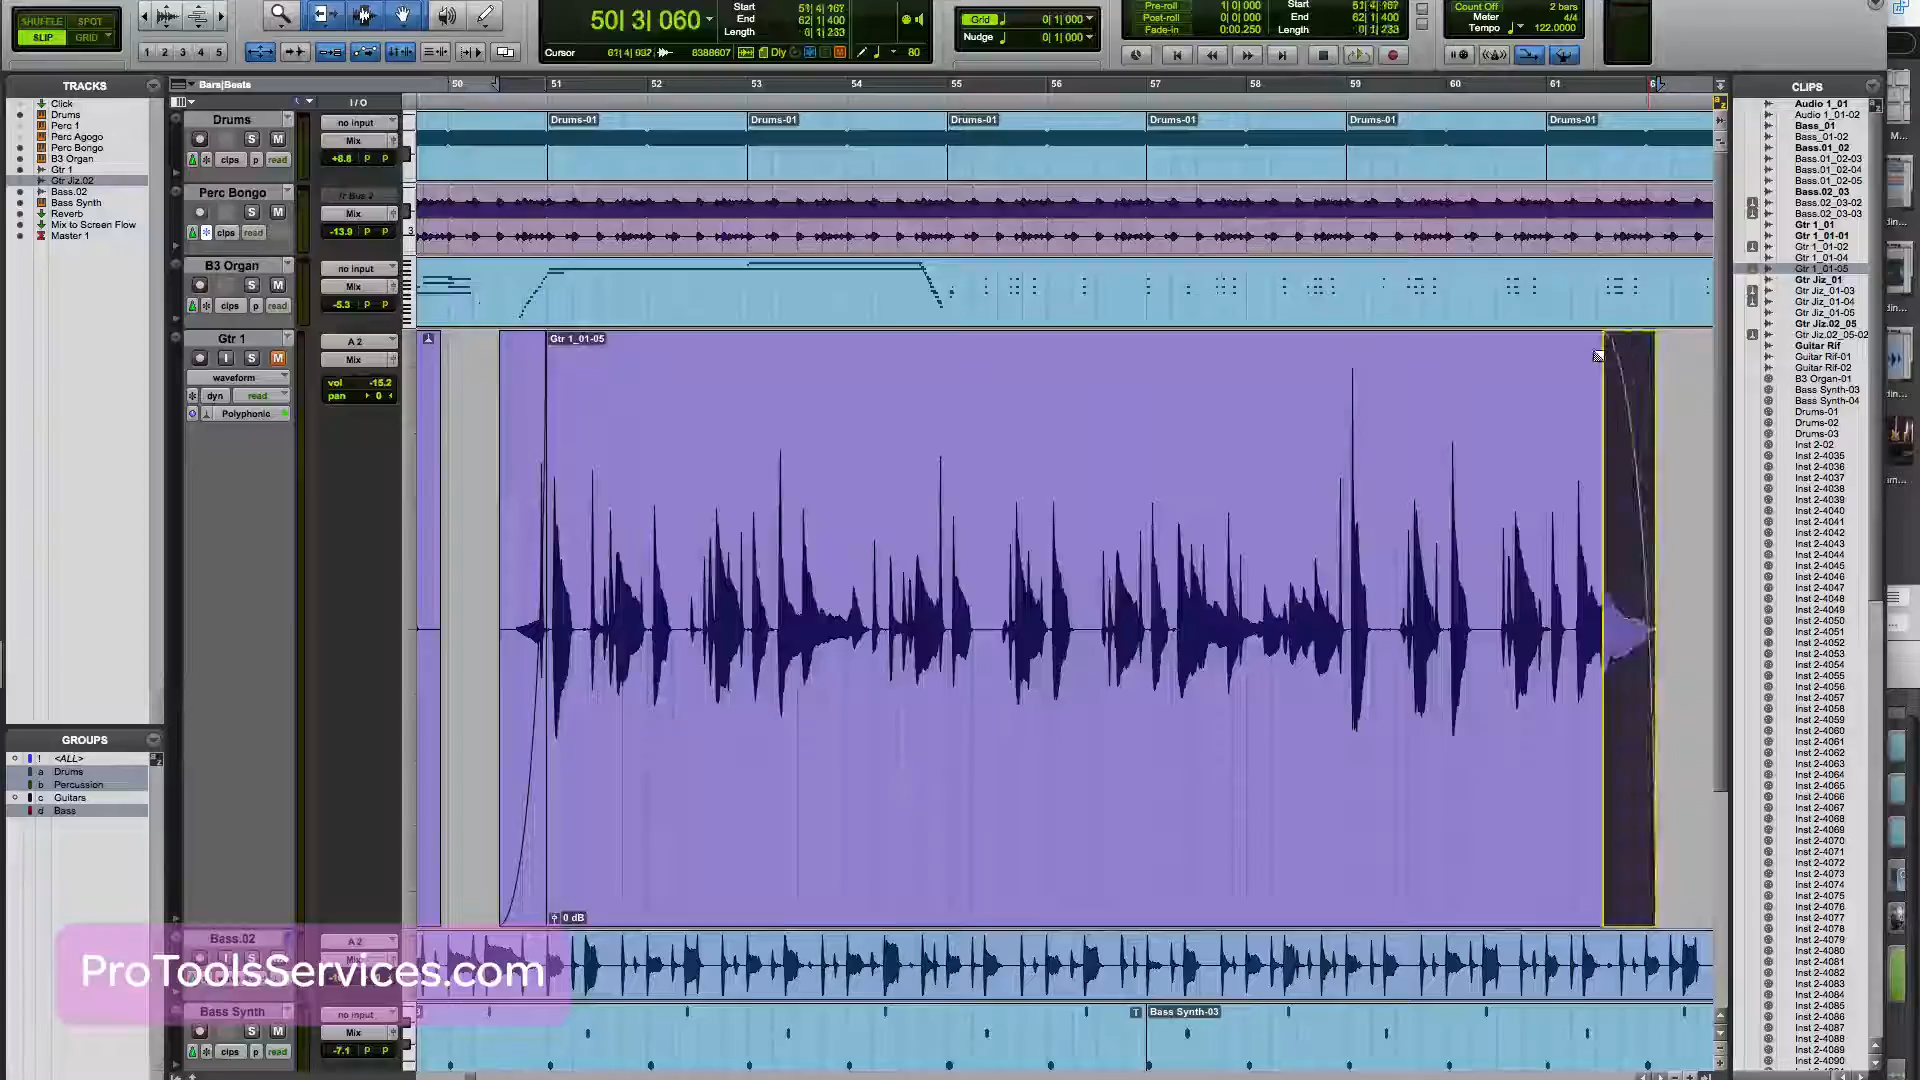 SHUFFLE SPOT
SLIP GRID
1 2 3 4 5
50| 3| 060
Start
End 62| 1| 400
Length
Cursor 8388607 Dly 80
Grid 0| 1| 000
Nudge 0| 1| 000
Pre-roll 1| 0| 000
Post-roll 0| 0| 000
Fade-in 0:00.250
Start
End 62| 1| 400
Length
Count Off 2 bars
Meter 4/4
Tempo 122.0000
TRACKS
Click
Drums
Perc 1
Perc Agogo
Perc Bongo
B3 Organ
Gtr 1
Gtr Jiz.02
Bass.02
Bass Synth
Reverb
Mix to Screen Flow
Master 1
GROUPS
! <ALL>
a Drums
b Percussion
c Guitars
d Bass
Bars|Beats
I/O
50 51 52 53 54 55 56 57 58 59 60 61
Drums
S M
clips p read
no input
Mix
+8.8 P P
Drums-01 Drums-01 Drums-01 Drums-01 Drums-01 Drums-01
Perc Bongo
S M
clips read
Mix
-13.9 P P
B3 Organ
S M
clips p read
no input
Mix
-5.3 P P
Gtr 1
I S M
waveform
dyn read
Polyphonic
A 2
Mix
vol -15.2
pan 0
Gtr 1_01-05
0 dB
Bass.02
A 2
ProToolsServices.com
Bass Synth
S M
clips p read
no input
Mix
-7.1 P P
Bass Synth-03
CLIPS
Audio 1_01
Audio 1_01-02
Bass_01
Bass_01-02
Bass.01_02
Bass.01_02-03
Bass.01_02-04
Bass.01_02-05
Bass.02_03
Bass.02_03-02
Bass.02_03-03
Gtr 1_01
Gtr 1_01-01
Gtr 1_01-02
Gtr 1_01-04
Gtr 1_01-05
Gtr Jiz_01
Gtr Jiz_01-03
Gtr Jiz_01-04
Gtr Jiz_01-05
Gtr Jiz.02_05
Gtr Jiz.02_05-02
Guitar Rif
Guitar Rif-01
Guitar Rif-02
B3 Organ-01
Bass Synth-03
Bass Synth-04
Drums-01
Drums-02
Drums-03
Inst 2-02
Inst 2-4035
Inst 2-4036
Inst 2-4037
Inst 2-4038
Inst 2-4039
Inst 2-4040
Inst 2-4041
Inst 2-4042
Inst 2-4043
Inst 2-4044
Inst 2-4045
Inst 2-4046
Inst 2-4047
Inst 2-4048
Inst 2-4049
Inst 2-4050
Inst 2-4051
Inst 2-4052
Inst 2-4053
Inst 2-4054
Inst 2-4055
Inst 2-4056
Inst 2-4057
Inst 2-4058
Inst 2-4059
Inst 2-4060
Inst 2-4061
Inst 2-4062
Inst 2-4063
Inst 2-4064
Inst 2-4065
Inst 2-4066
Inst 2-4067
Inst 2-4068
Inst 2-4069
Inst 2-4070
Inst 2-4071
Inst 2-4072
Inst 2-4073
Inst 2-4074
Inst 2-4075
Inst 2-4076
Inst 2-4077
Inst 2-4078
Inst 2-4079
Inst 2-4080
Inst 2-4081
Inst 2-4082
Inst 2-4083
Inst 2-4084
Inst 2-4085
Inst 2-4086
Inst 2-4087
Inst 2-4088
Inst 2-4089
Inst 2-4090